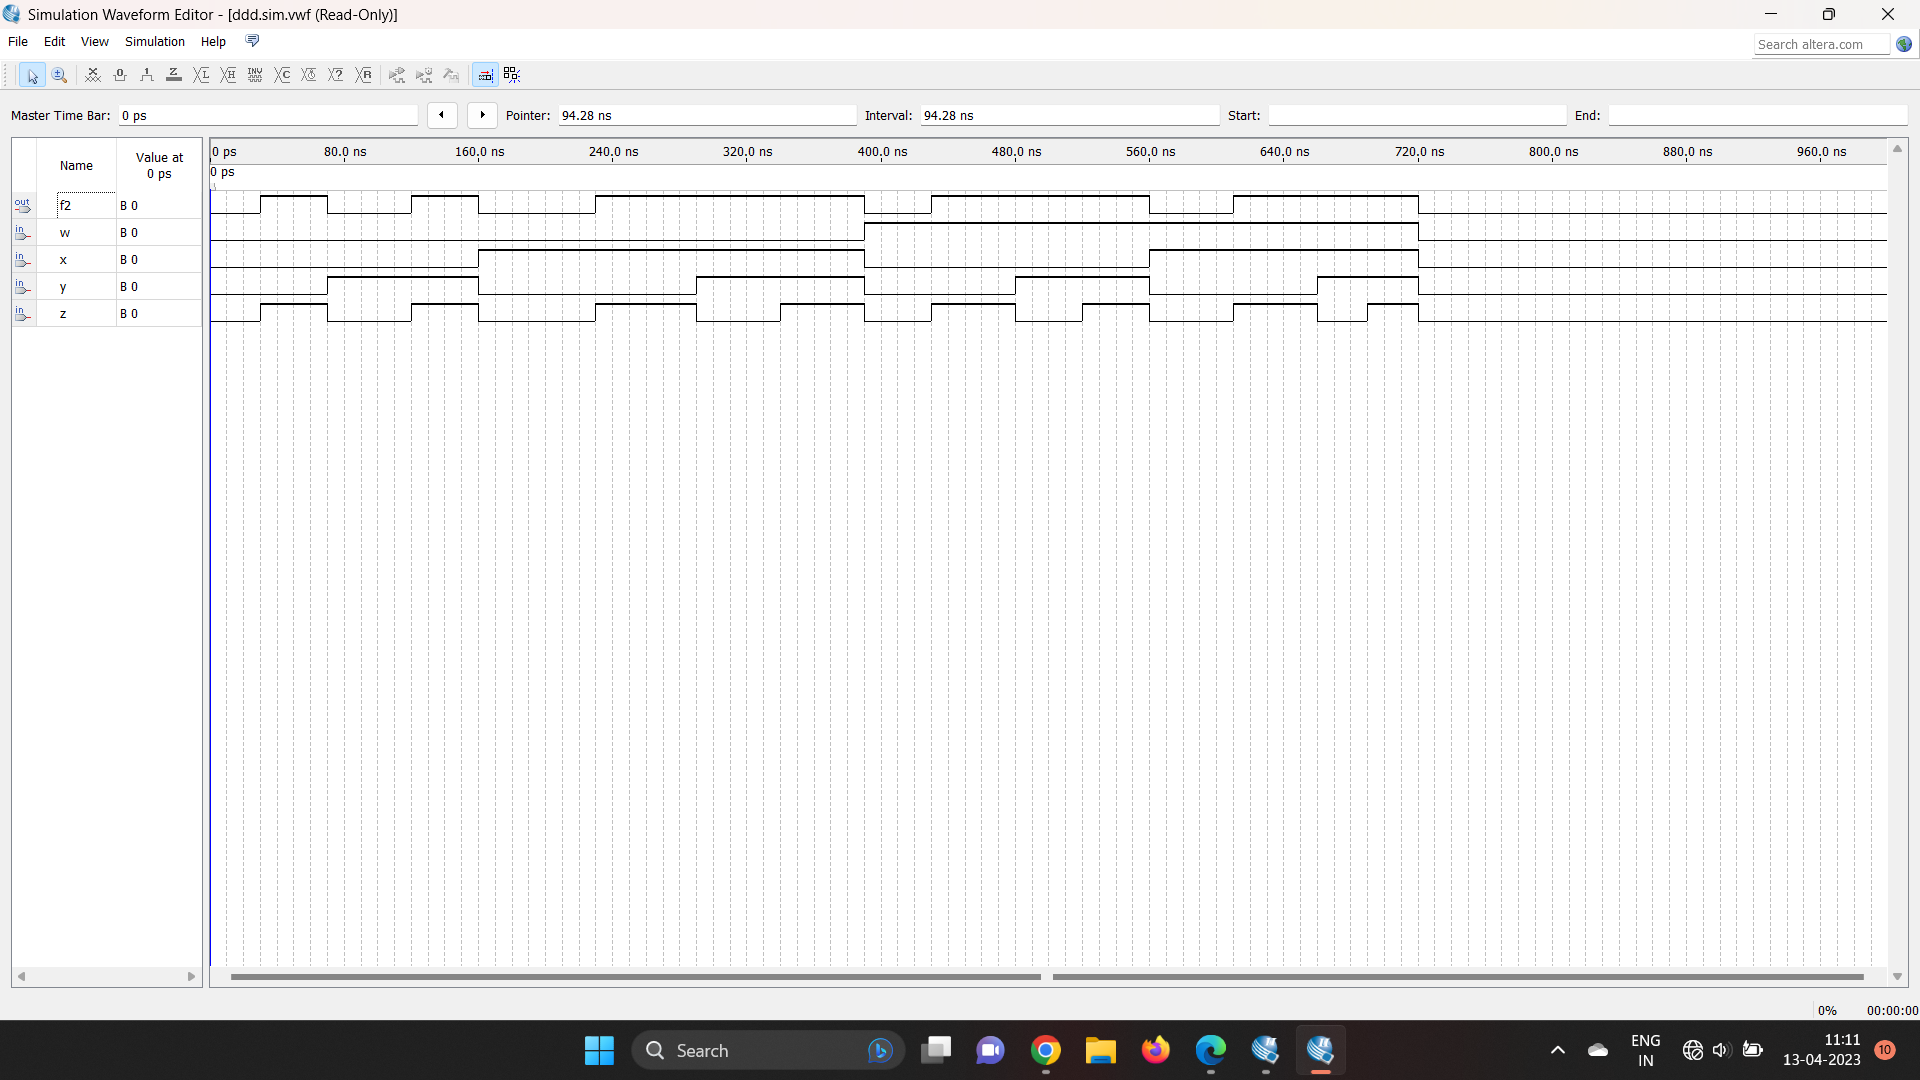 Simulation Waveform Editor - [ddd.sim.vwf (Read-Only)]
File Edit View Simulation Help
Search altera.com
Master Time Bar: 0 ps Pointer: 94.28 ns Interval: 94.28 ns Start: End:
Name Value at 0 ps
0 ps 80.0 ns 160.0 ns 240.0 ns 320.0 ns 400.0 ns 480.0 ns 560.0 ns 640.0 ns 720.0 ns 800.0 ns 880.0 ns 960.0 ns
0 ps
out f2 B 0
in w B 0
in x B 0
in y B 0
in z B 0
0% 00:00:00
Search
ENG
IN
11:11
13-04-2023
10